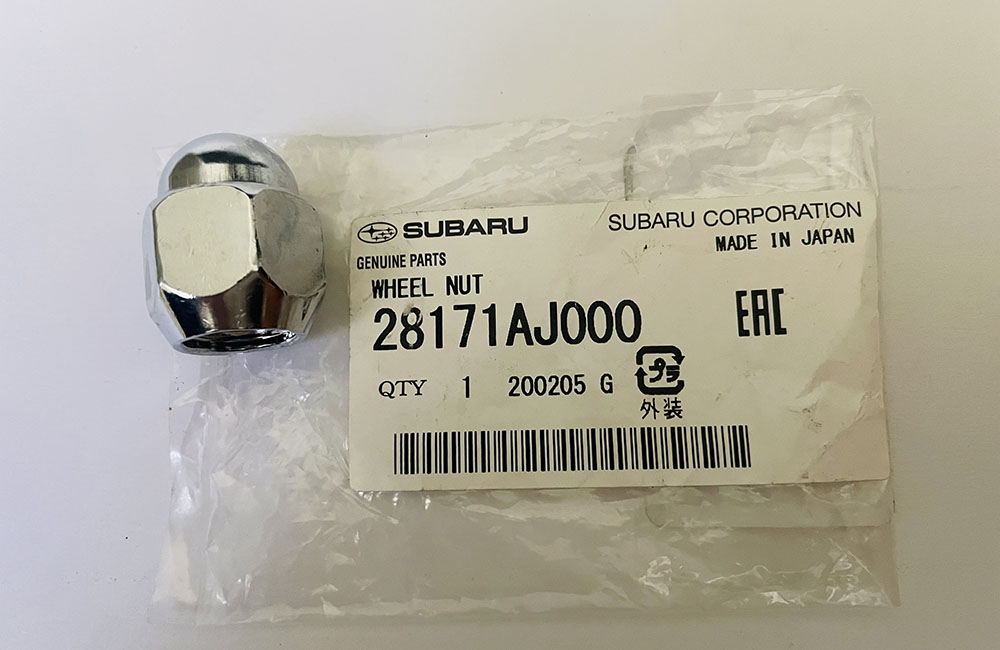 SUBARU
SUBARU CORPORATION
MADE IN JAPAN
GENUINE PARTS
WHEEL NUT
28171AJ000
EAC
QTY 1 200205 G
プラ
外装